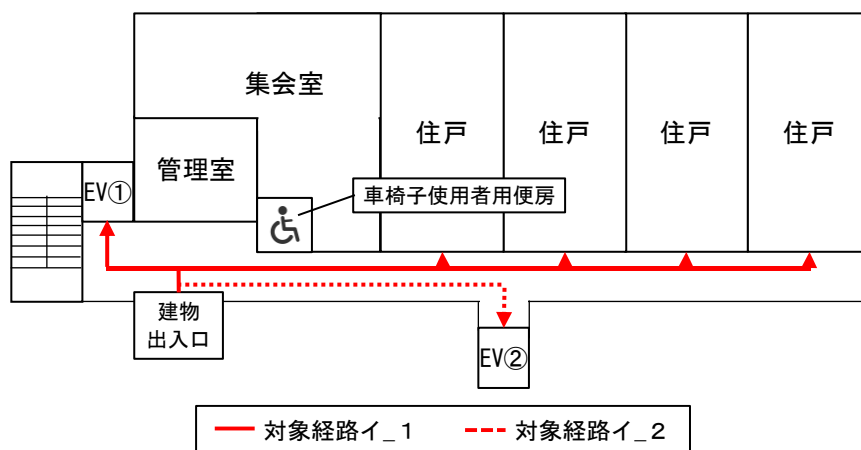 集会室
住戸
住戸
住戸
住戸
管理室
EV①
車椅子使用者用便房
建物
出入口
EV②
対象経路イ_１
対象経路イ_２